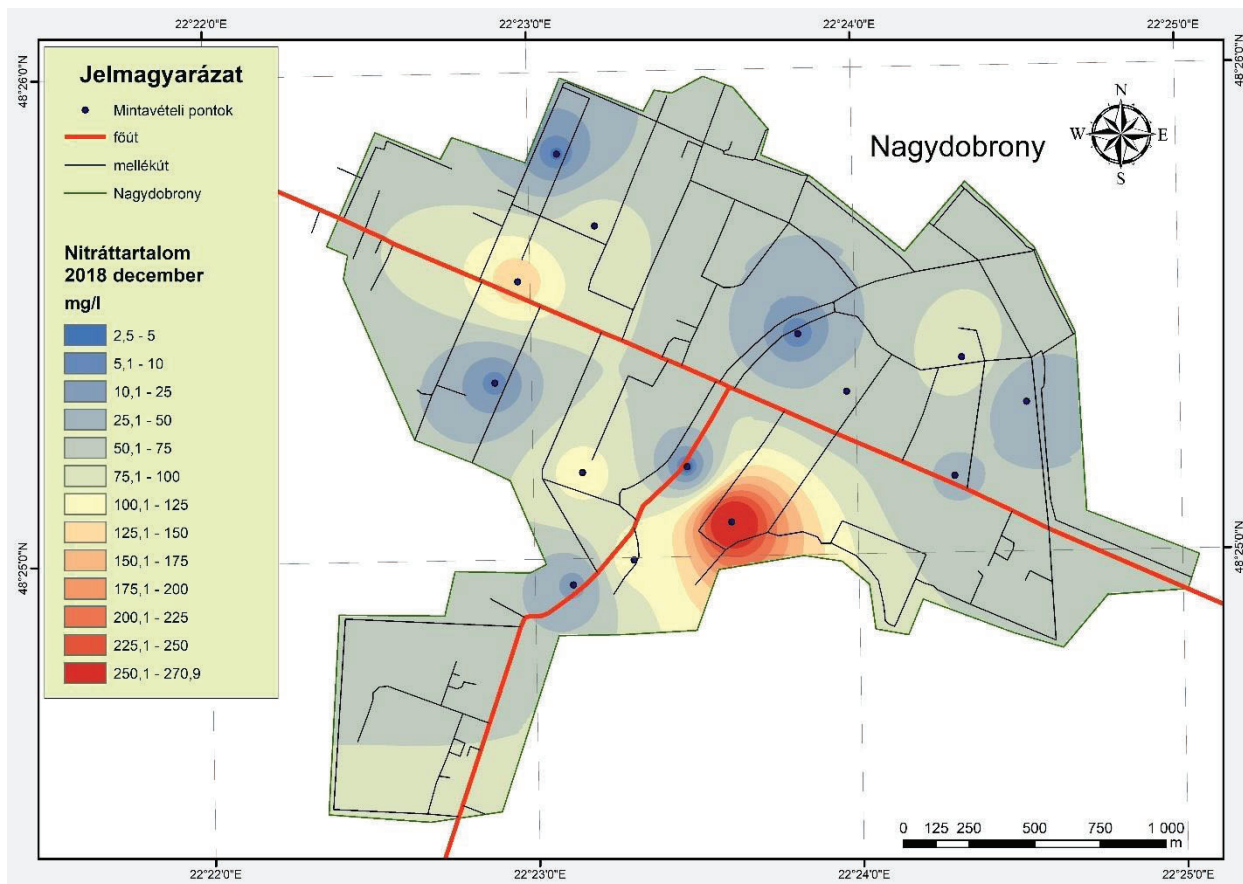 22°22'0"E
22°23'0"E
22°24'0"E
22°25'0"E
48°26'0"N
48°26'0"N
Jelmagyarázat
Mintavételi pontok
főút
mellékút
Nagydobrony
Nitráttartalom
2018 december
mg/l
2,5 - 5
5,1 - 10
10,1 - 25
25,1 - 50
50,1 - 75
75,1 - 100
100,1 - 125
125,1 - 150
150,1 - 175
175,1 - 200
200,1 - 225
225,1 - 250
250,1 - 270,9
Nagydobrony
N
W
E
S
48°25'0"N
48°25'0"N
0 125 250 500 750 1 000
m
22°22'0"E
22°23'0"E
22°24'0"E
22°25'0"E